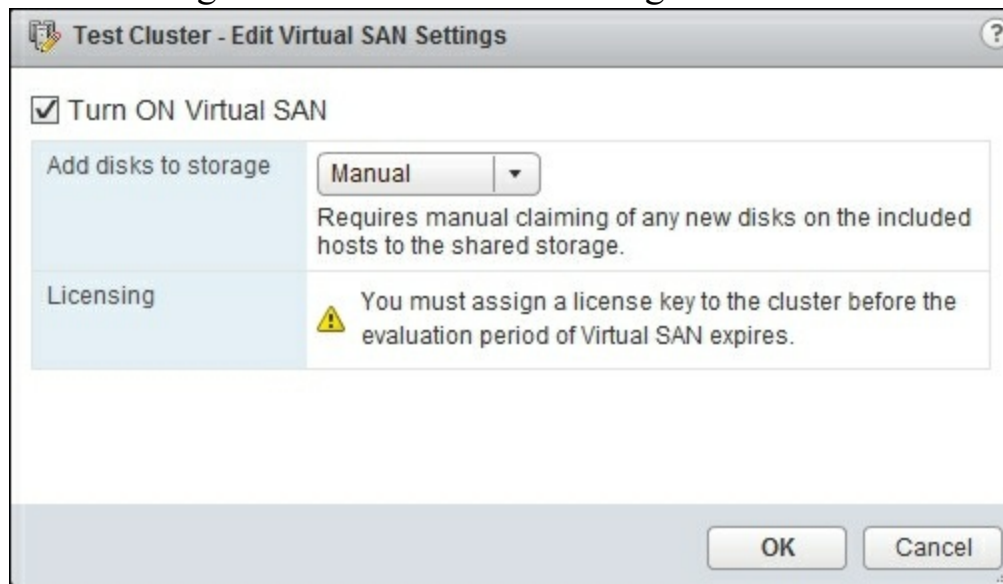 Test Cluster - Edit Virtual SAN Settings
?
Turn ON Virtual SAN
Add disks to storage
Manual
Requires manual claiming of any new disks on the included
hosts to the shared storage.
Licensing
You must assign a license key to the cluster before the
evaluation period of Virtual SAN expires.
OK
Cancel